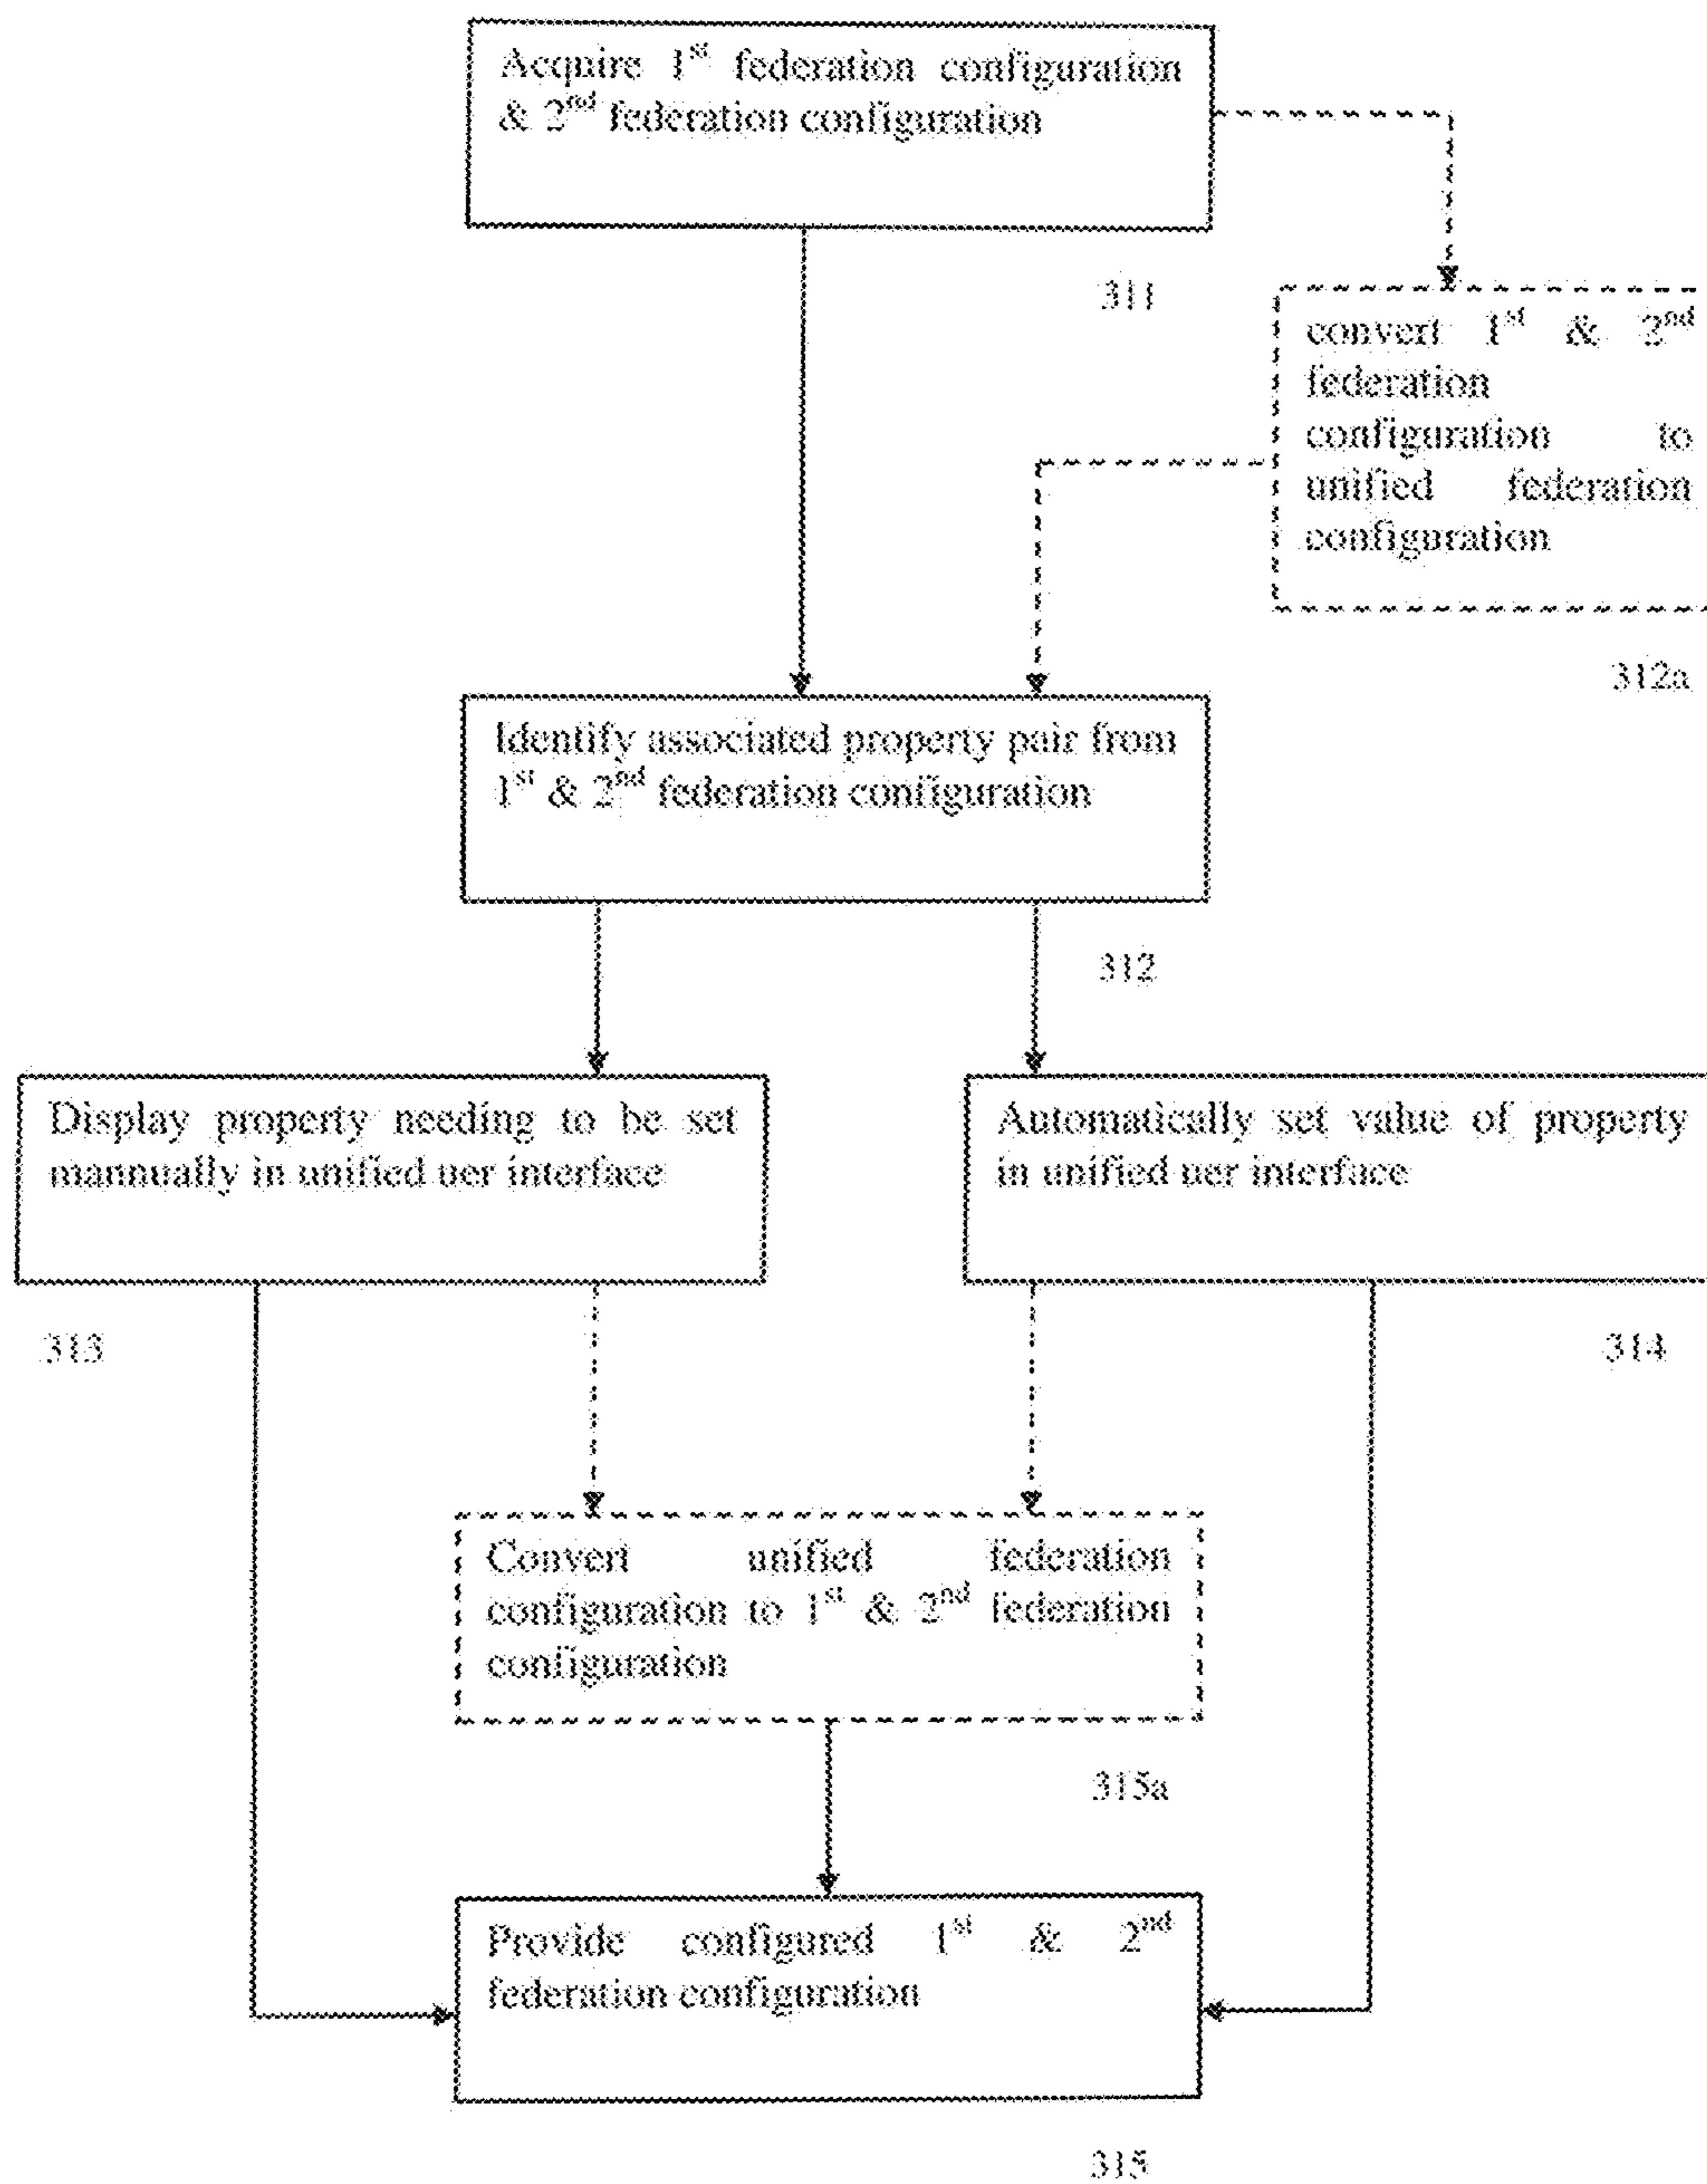 Acquire 1st federation configuration
& 2nd federation configuration
311
convert 1st & 2nd
federation
configuration to
unified federation
configuration
312a
Identify associated property pair from
1st & 2nd federation configuration
312
Display property needing to be set
mannually in unified uer interface
313
Automatically set value of property
in unified uer interface
314
Convert unified federation
configuration to 1st & 2nd federation
configuration
315a
Provide configured 1st & 2nd
federation configuration
315